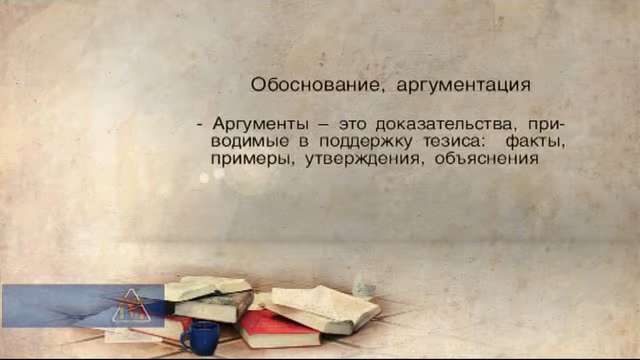 Обоснование, аргументация
- Аргументы – это доказательства, при-
водимые в поддержку тезиса: факты,
примеры, утверждения, объяснения